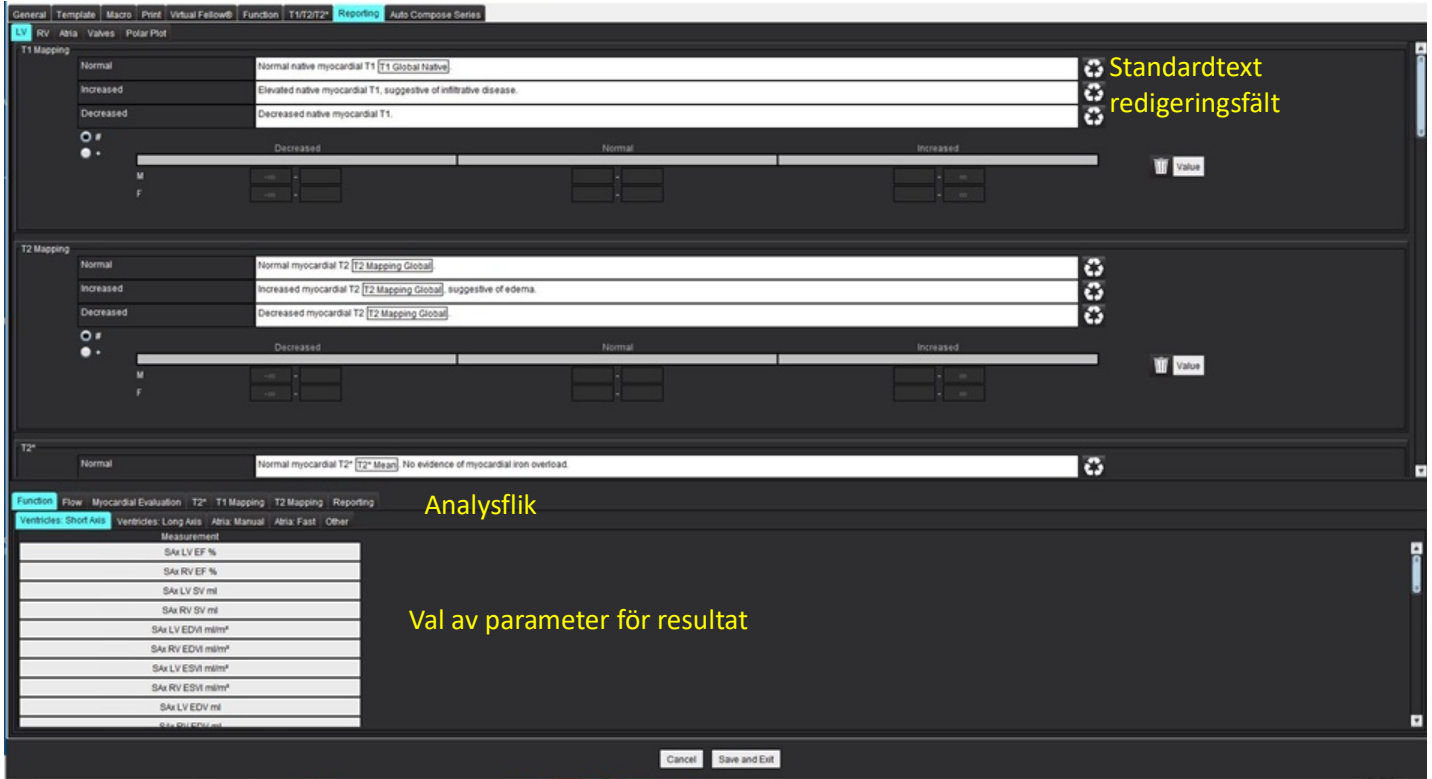 General Template Macro Print Virtual Fellow® Function T1/T2/T2* Reporting Auto Compose Series
LV RV Atria Valves Polar Plot
T1 Mapping
Normal Normal native myocardial T1 T1 Global Native.
Increased Elevated native myocardial T1, suggestive of infiltrative disease.
Decreased Decreased native myocardial T1.
Standardtext
redigeringsfält
#
+
Decreased Normal Increased
Value
M -∞ - - - ∞
F -∞ - - - ∞
T2 Mapping
Normal Normal myocardial T2 T2 Mapping Global.
Increased Increased myocardial T2 T2 Mapping Global, suggestive of edema.
Decreased Decreased myocardial T2 T2 Mapping Global.
#
+
Decreased Normal Increased
Value
M -∞ - - - ∞
F -∞ - - - ∞
T2*
Normal Normal myocardial T2* T2* Mean. No evidence of myocardial iron overload.
Function Flow Myocardial Evaluation T2* T1 Mapping T2 Mapping Reporting
Analysflik
Ventricles: Short Axis Ventricles: Long Axis Atria: Manual Atria: Fast Other
Measurement
SAx LV EF %
SAx RV EF %
SAx LV SV ml
SAx RV SV ml
Val av parameter för resultat
SAx LV EDVI ml/m²
SAx RV EDVI ml/m²
SAx LV ESVI ml/m²
SAx RV ESVI ml/m²
SAx LV EDV ml
SAx RV EDV ml
Cancel Save and Exit